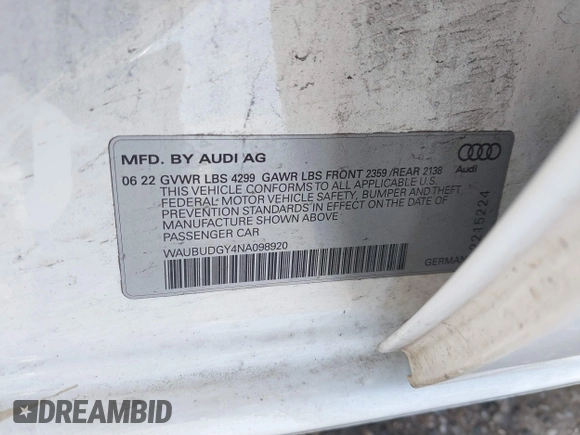 MFD. BY AUDI AG
06 22 GVWR LBS 4299 GAWR LBS FRONT 2359 /REAR 2138
THIS VEHICLE CONFORMS TO ALL APPLICABLE U.S.
FEDERAL MOTOR VEHICLE SAFETY, BUMPER AND THEFT
PREVENTION STANDARDS IN EFFECT ON THE DATE OF
MANUFACTURE SHOWN ABOVE
PASSENGER CAR
WAUBUDGY4NA098920
Audi
2215224
GERMAN
DREAMBID